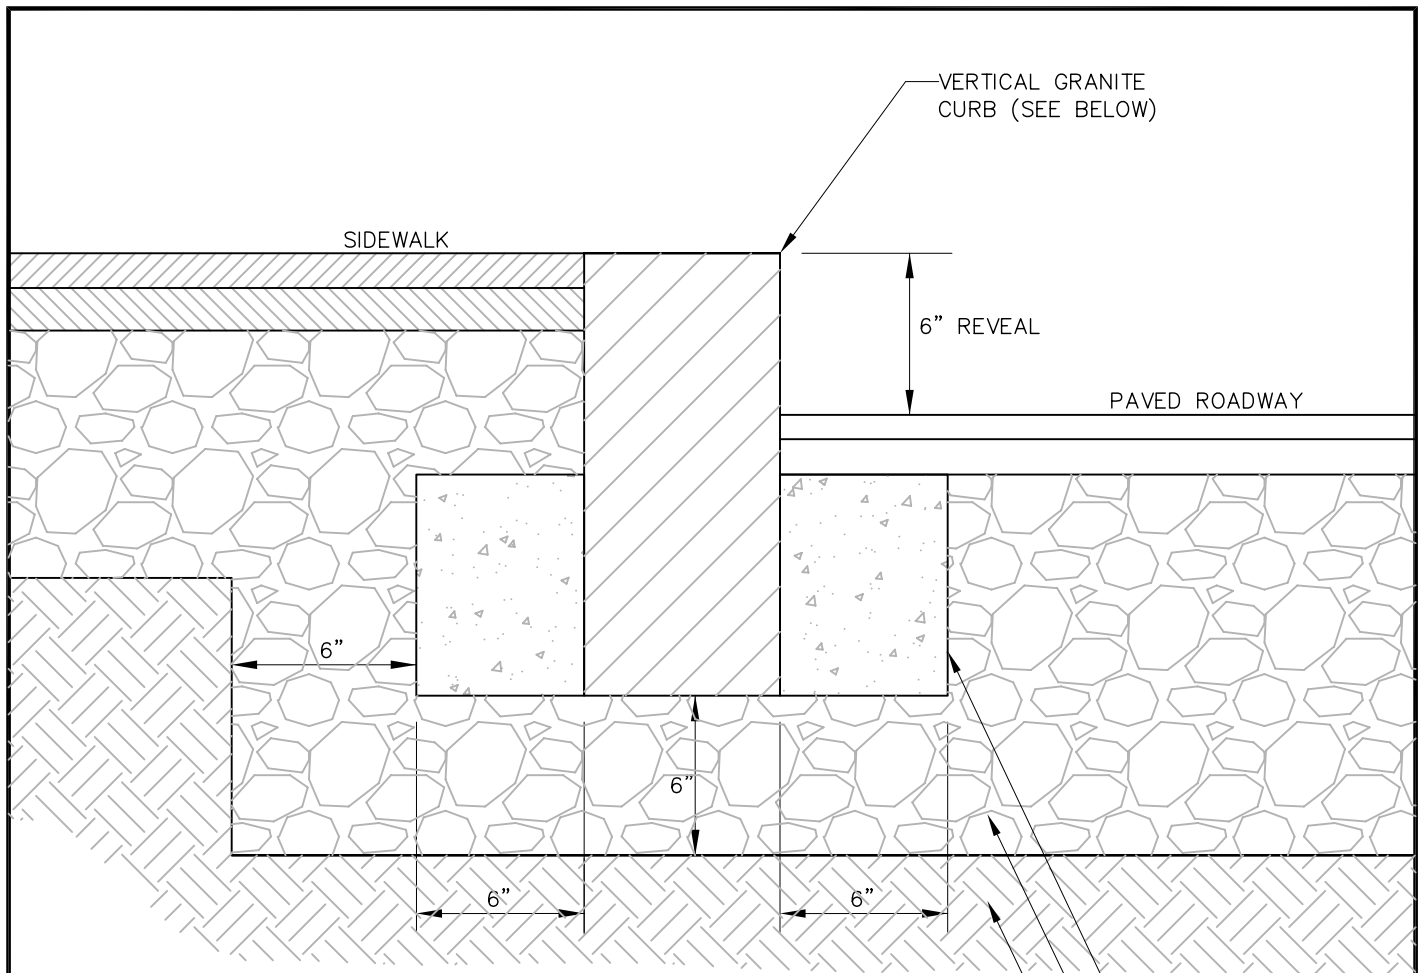 VERTICAL GRANITE
CURB (SEE BELOW)
SIDEWALK
6” REVEAL
PAVED ROADWAY
6”
6”
6”
6”